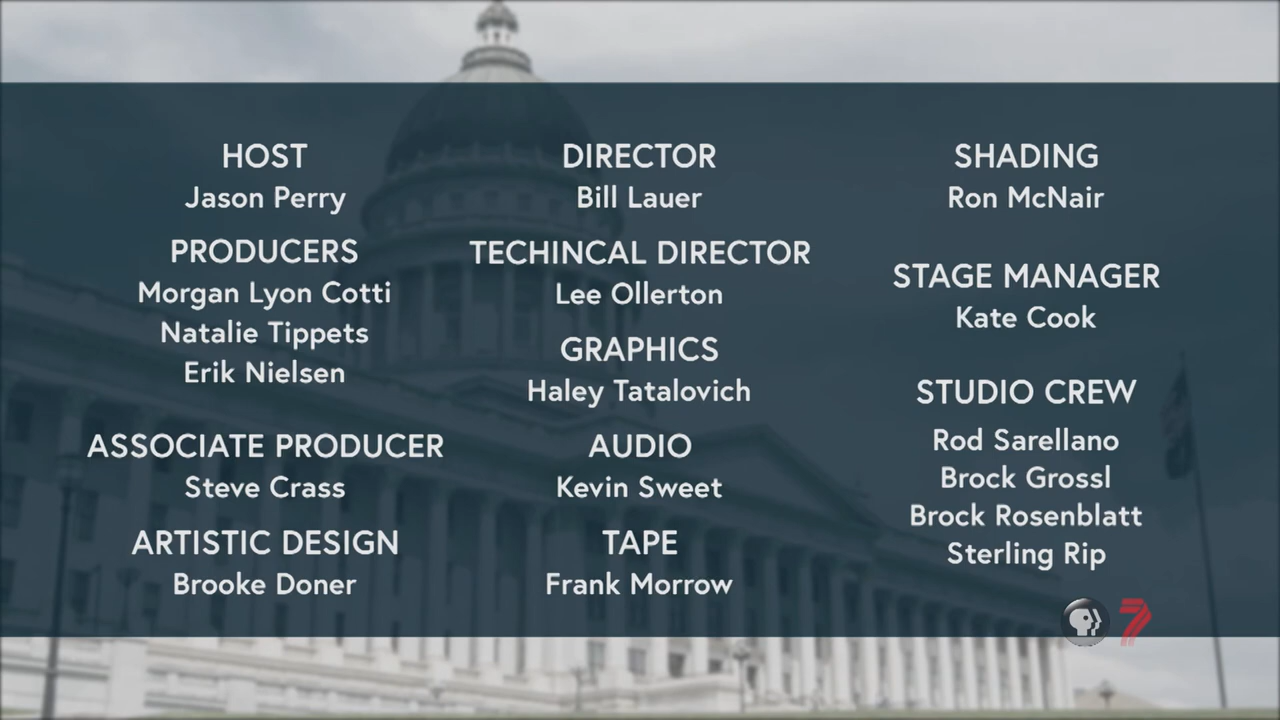 HOST
Jason Perry
PRODUCERS
Morgan Lyon Cotti
Natalie Tippets
Erik Nielsen
ASSOCIATE PRODUCER
Steve Crass
ARTISTIC DESIGN
Brooke Doner
DIRECTOR
Bill Lauer
TECHINCAL DIRECTOR
Lee Ollerton
GRAPHICS
Haley Tatalovich
AUDIO
Kevin Sweet
TAPE
Frank Morrow
SHADING
Ron McNair
STAGE MANAGER
Kate Cook
STUDIO CREW
Rod Sarellano
Brock Grossl
Brock Rosenblatt
Sterling Rip
7